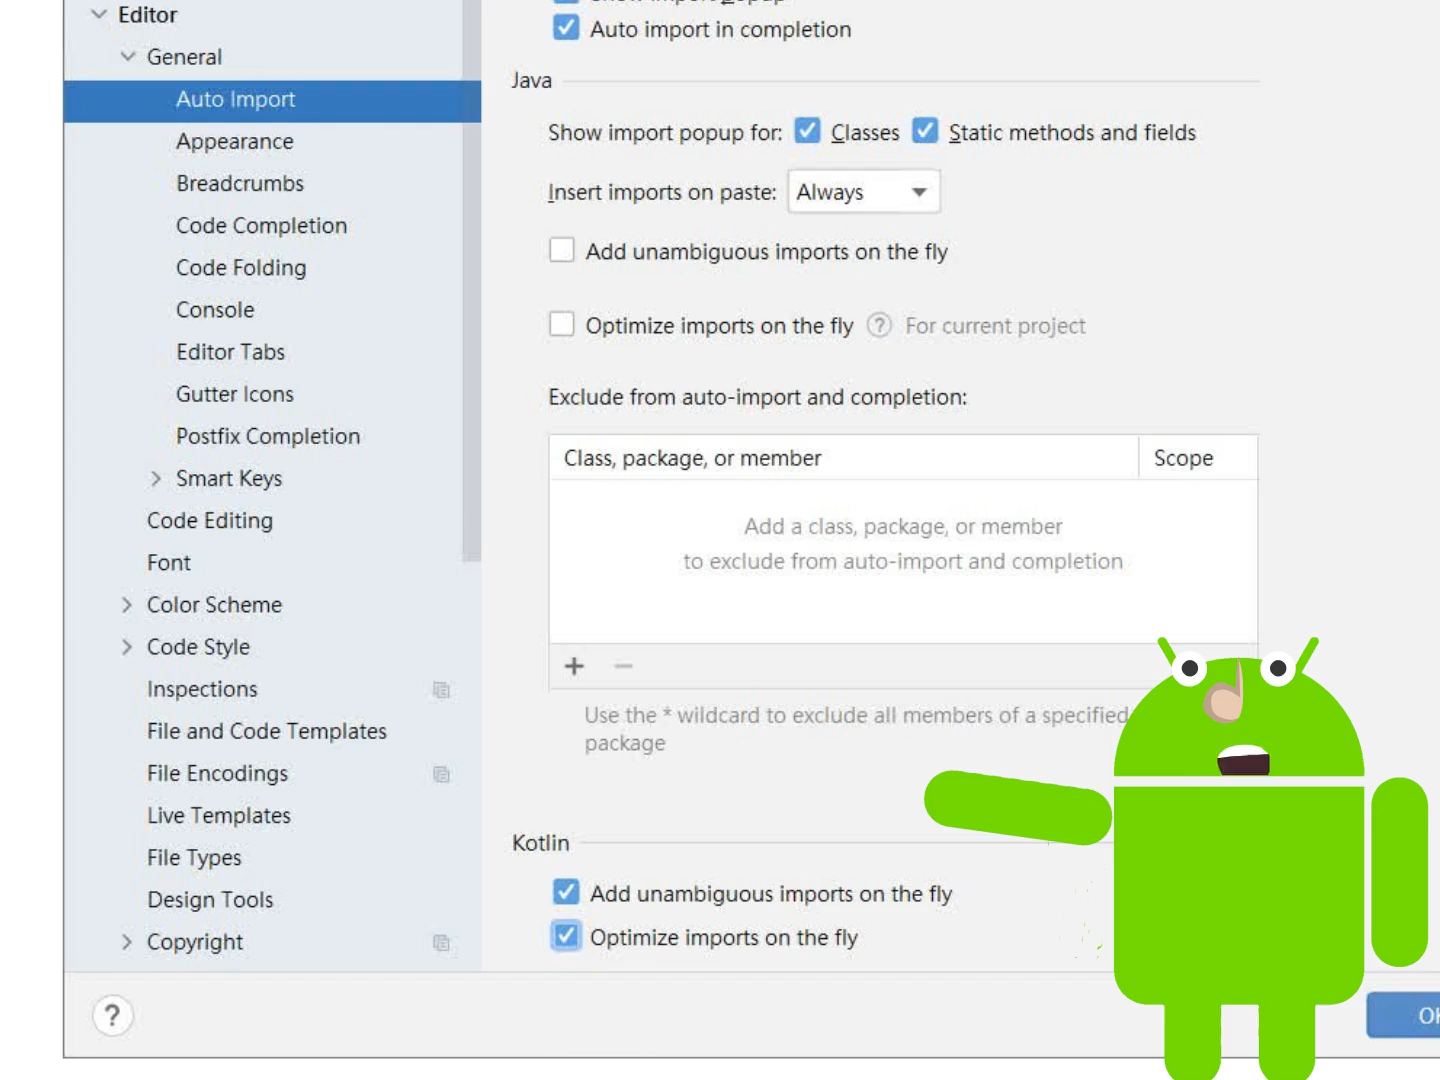 Editor
General
Auto Import
Appearance
Breadcrumbs
Code Completion
Code Folding
Console
Editor Tabs
Gutter Icons
Postfix Completion
Smart Keys
Code Editing
Font
Color Scheme
Code Style
Inspections
File and Code Templates
File Encodings
Live Templates
File Types
Design Tools
Copyright
?
Auto import in completion
Java
Show import popup for: Classes Static methods and fields
Insert imports on paste: Always
Add unambiguous imports on the fly
Optimize imports on the fly ? For current project
Exclude from auto-import and completion:
Class, package, or member Scope
Add a class, package, or member
to exclude from auto-import and completion
Use the * wildcard to exclude all members of a specified
package
Kotlin
Add unambiguous imports on the fly
Optimize imports on the fly